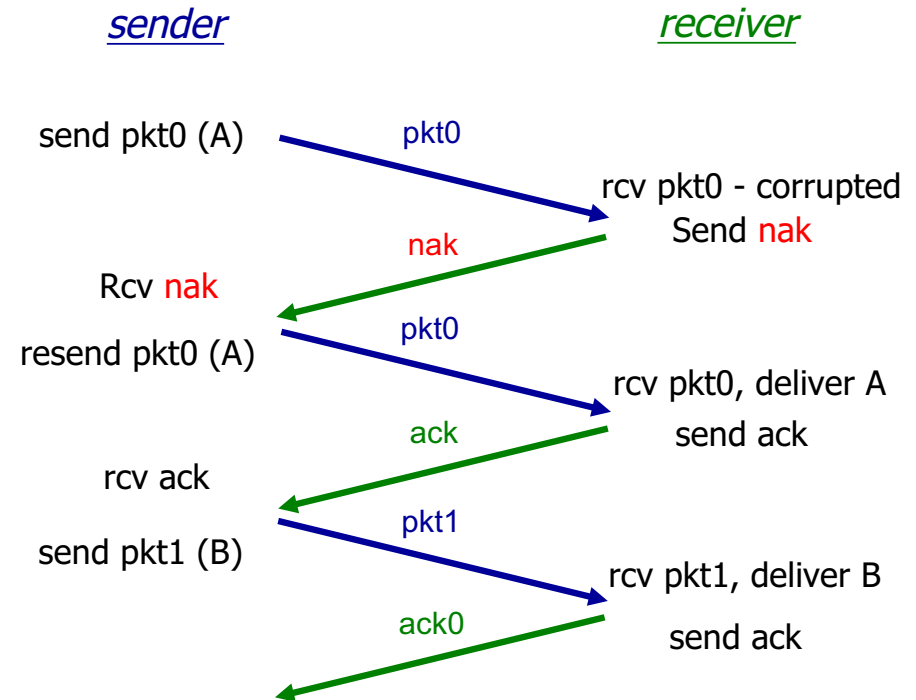 sender
receiver
send pkt0 (A)
pkt0
rcv pkt0 - corrupted
Send nak
nak
Rcv nak
resend pkt0 (A)
pkt0
rcv pkt0, deliver A
send ack
ack
rcv ack
send pkt1 (B)
pkt1
rcv pkt1, deliver B
send ack
ack0